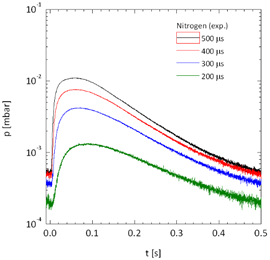 Nitrogen (exp.)
500 μs
400 μs
300 μs
200 μs
10⁻¹
10⁻²
10⁻³
10⁻⁴
p [mbar]
0.0 0.1 0.2 0.3 0.4 0.5
t [s]